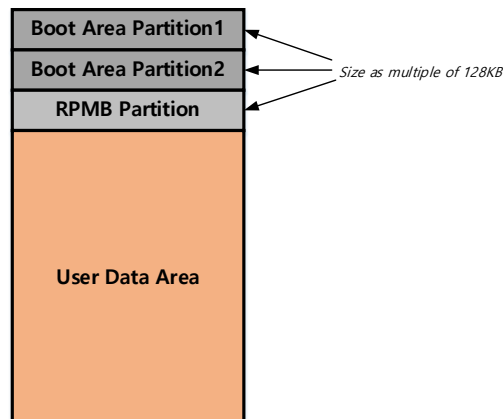 Boot Area Partition1
Boot Area Partition2
Size as multiple of 128KB
RPMB Partition
User Data Area